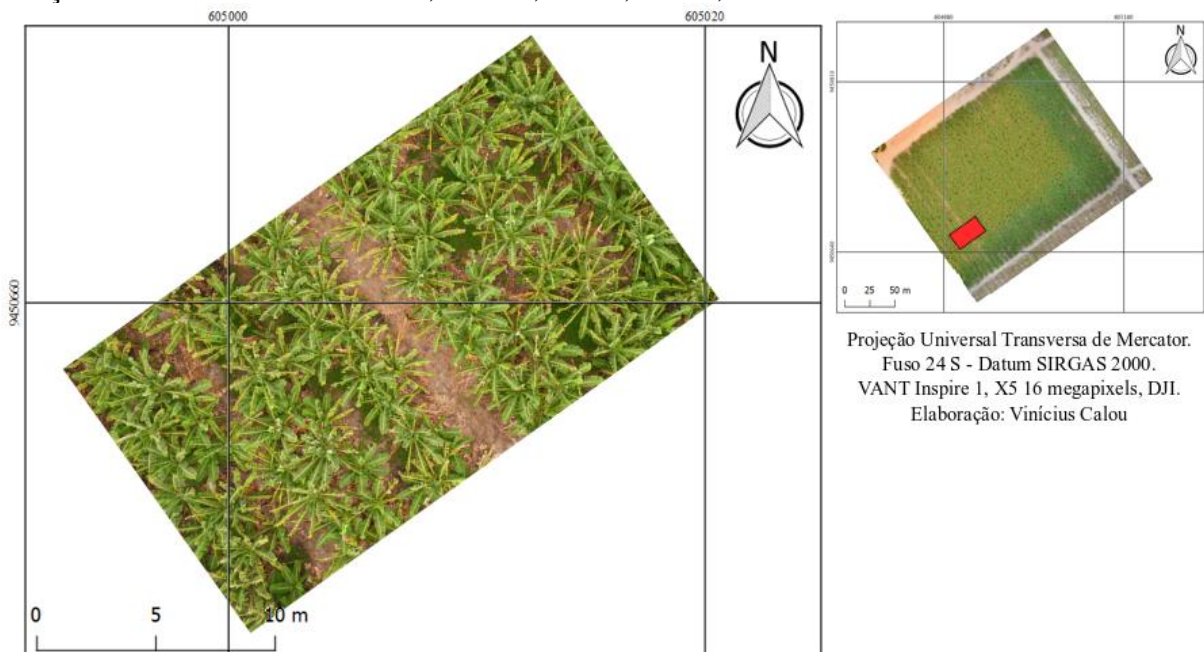 605000
605020
N
9450660
0 5 10 m
N
0 25 50 m
Projeção Universal Transversa de Mercator.
Fuso 24 S - Datum SIRGAS 2000.
VANT Inspire 1, X5 16 megapixels, DJI.
Elaboração: Vinícius Calou